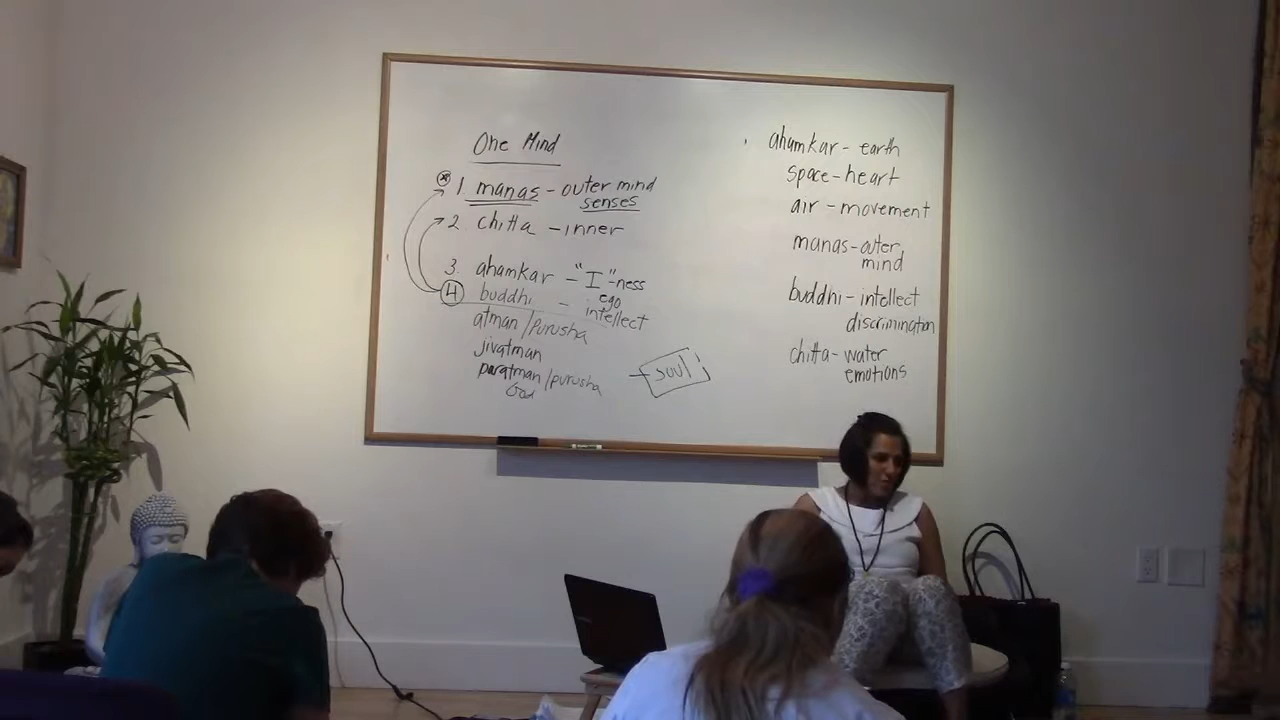 One Mind
1. manas - outer mind
senses
2. chitta - inner
3. ahamkar - "I"-ness
ego
4 buddhi - intellect
atman/purusha
jivatman
paratman/purusha
God
soul
ahamkar - earth
space - heart
air - movement
manas - outer
mind
buddhi - intellect
discrimination
chitta - water
emotions